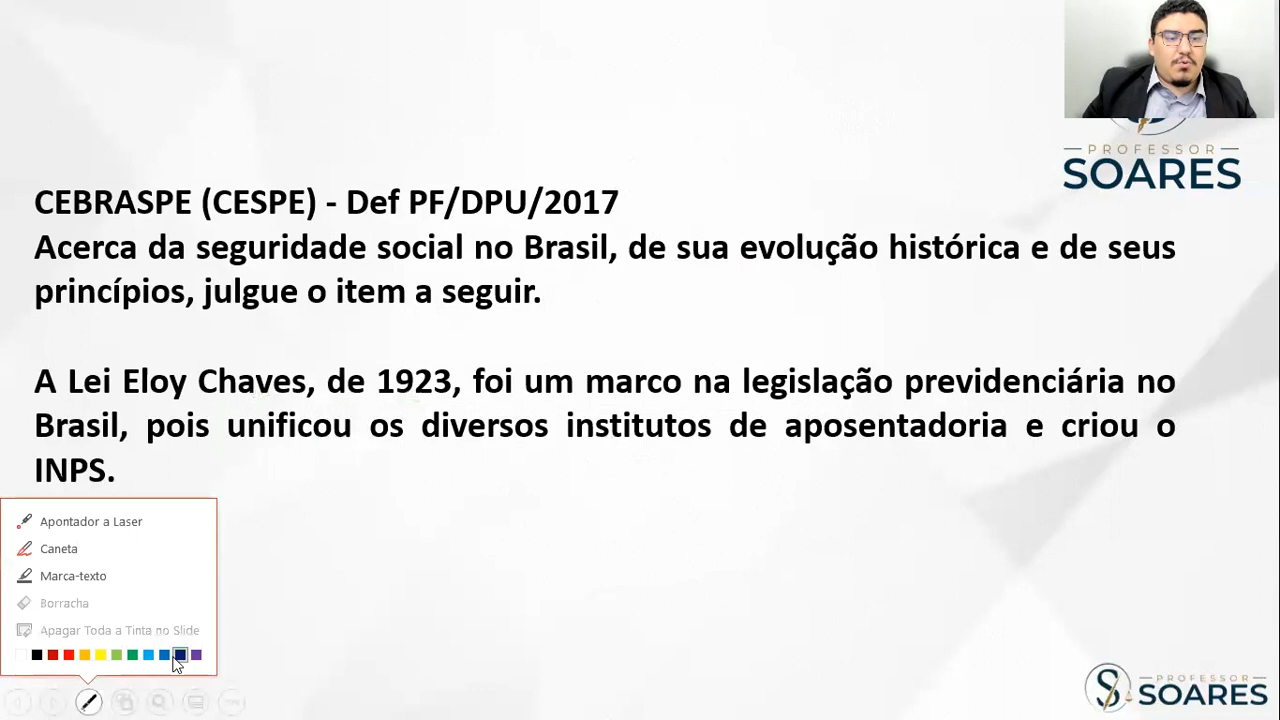 PROFESSOR
SOARES
CEBRASPE (CESPE) - Def PF/DPU/2017
Acerca da seguridade social no Brasil, de sua evolução histórica e de seus
princípios, julgue o item a seguir.
A Lei Eloy Chaves, de 1923, foi um marco na legislação previdenciária no
Brasil, pois unificou os diversos institutos de aposentadoria e criou o
INPS.
Apontador a Laser
Caneta
Marca-texto
Borracha
Apagar Toda a Tinta no Slide
PROFESSOR
SOARES